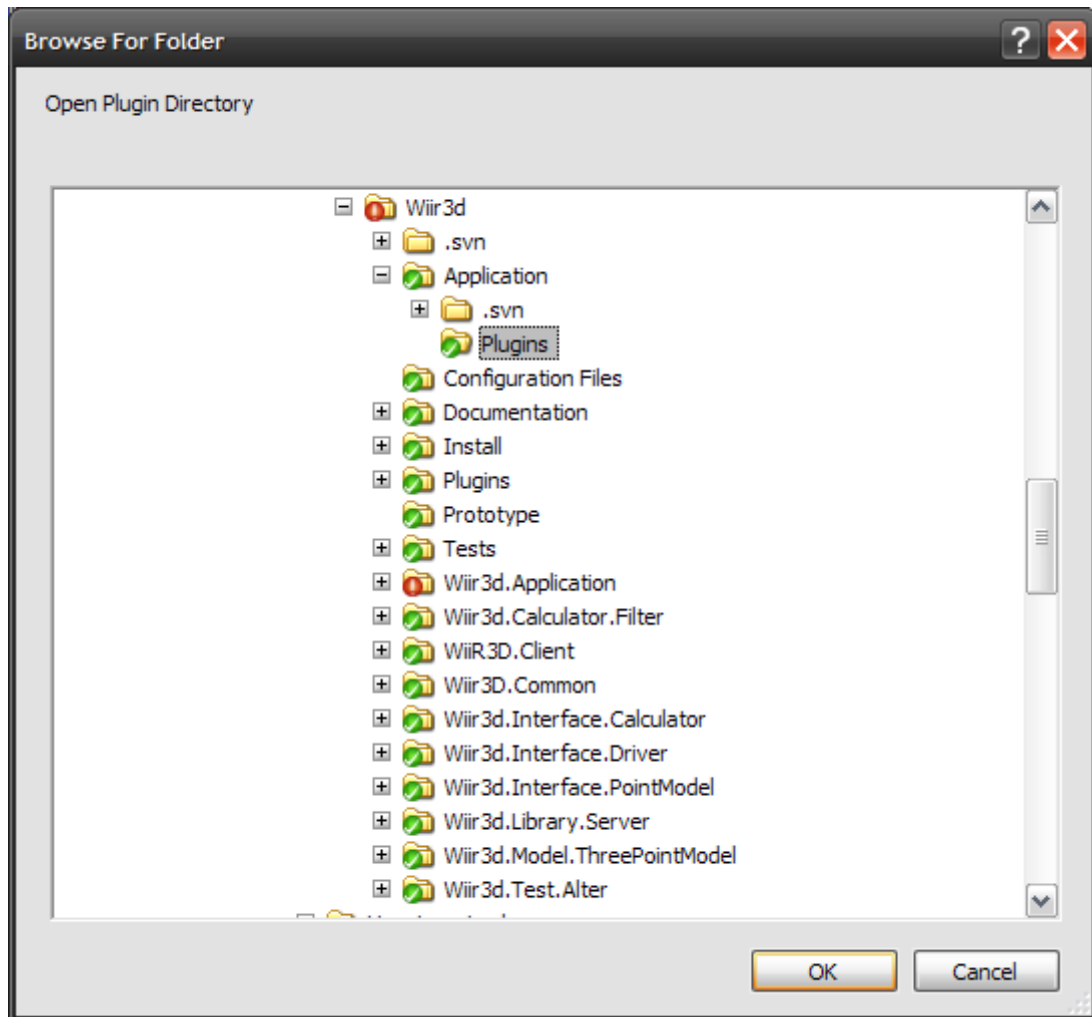 Browse For Folder
Open Plugin Directory
Wiir3d
.svn
Application
.svn
Plugins
Configuration Files
Documentation
Install
Plugins
Prototype
Tests
Wiir3d.Application
Wiir3d.Calculator.Filter
WiiR3D.Client
Wiir3D.Common
Wiir3d.Interface.Calculator
Wiir3d.Interface.Driver
Wiir3d.Interface.PointModel
Wiir3d.Library.Server
Wiir3d.Model.ThreePointModel
Wiir3d.Test.Alter
OK Cancel